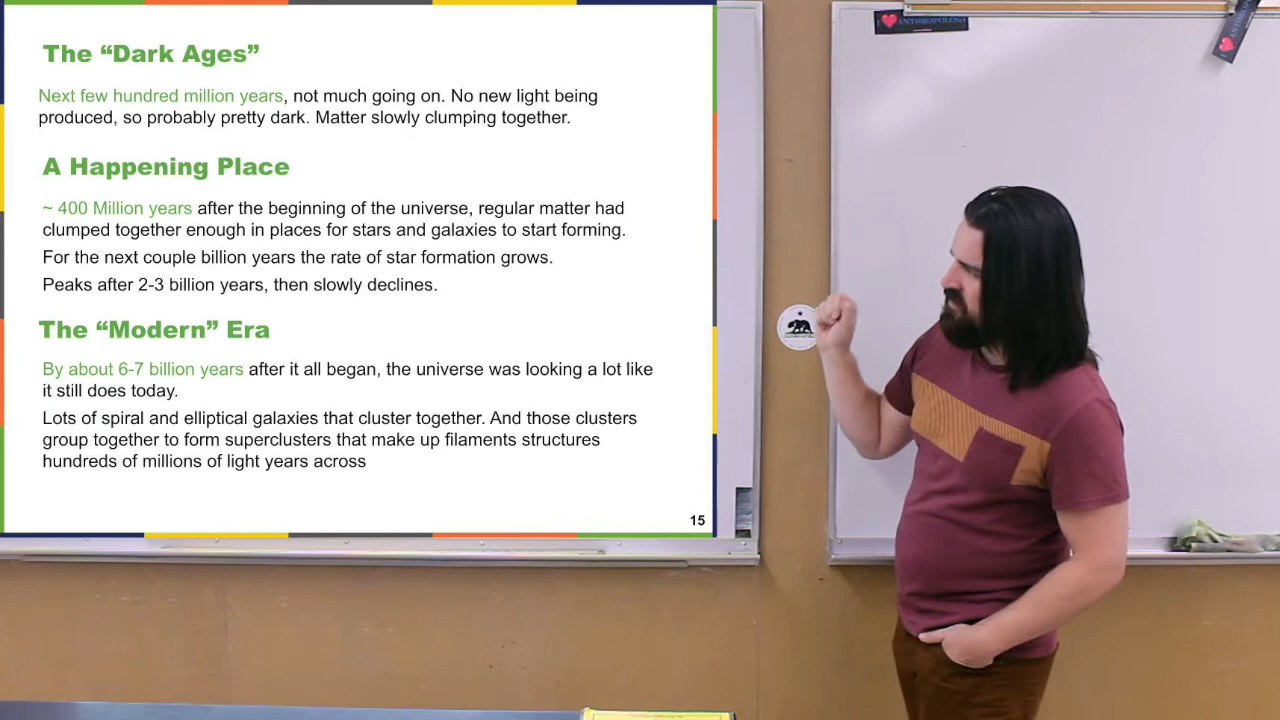 The “Dark Ages”
Next few hundred million years, not much going on. No new light being
produced, so probably pretty dark. Matter slowly clumping together.
A Happening Place
~ 400 Million years after the beginning of the universe, regular matter had
clumped together enough in places for stars and galaxies to start forming.
For the next couple billion years the rate of star formation grows.
Peaks after 2-3 billion years, then slowly declines.
The “Modern” Era
By about 6-7 billion years after it all began, the universe was looking a lot like
it still does today.
Lots of spiral and elliptical galaxies that cluster together. And those clusters
group together to form superclusters that make up filaments structures
hundreds of millions of light years across
15
I ANTHROPOLOGY